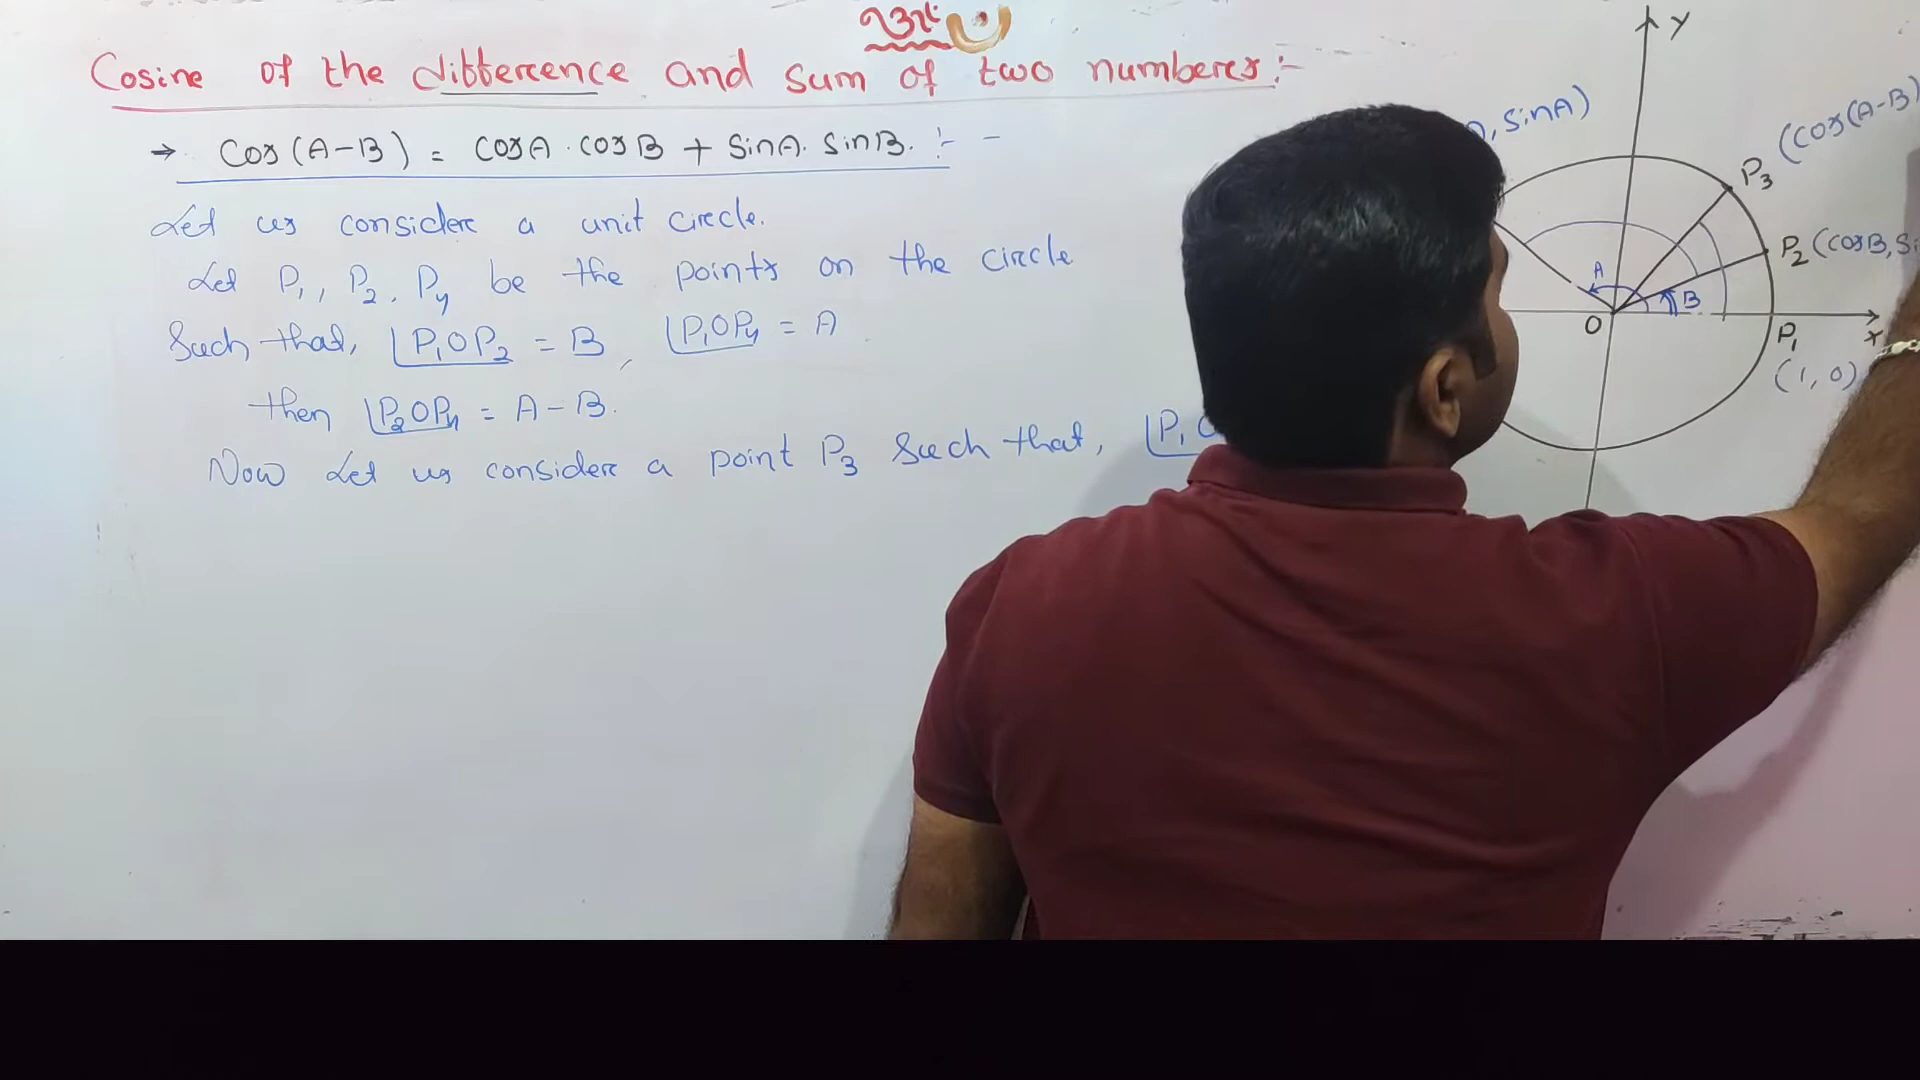 Cosine of the difference and sum of two numbers :-
→ Cos(A-B) = cosA . cosB + SinA. SinB. :- -
Let us consider a unit circle.
Let P1, P2, P4 be the points on the circle
Such that, ∠P1OP2 = B, ∠P1OP4 = A
then ∠P2OP4 = A - B.
Now Let us consider a point P3 Such that, ∠P1O
Y
, SinA)
P3 (cos(A-B)
P2 (cosB, S
A
B
O
P1
X
(1, 0)